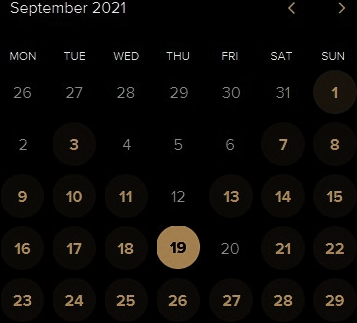 September 2021
MON TUE WED THU FRI SAT SUN
26 27 28 29 30 31 1
2 3 4 5 6 7 8
9 10 11 12 13 14 15
16 17 18 19 20 21 22
23 24 25 26 27 28 29